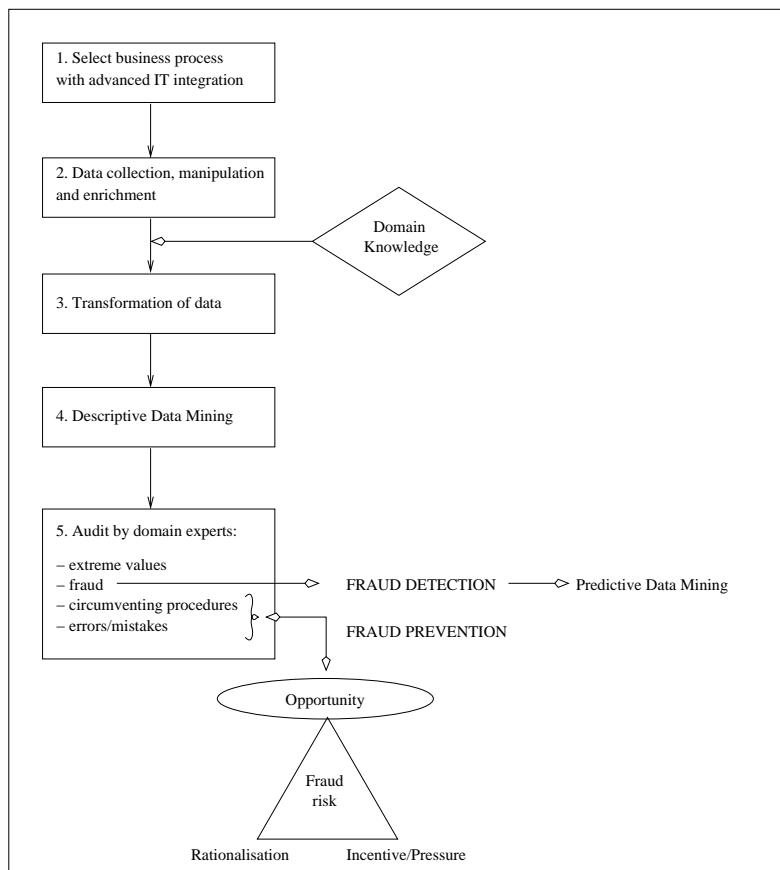 1. Select business process
with advanced IT integration
2. Data collection, manipulation
and enrichment
Domain
Knowledge
3. Transformation of data
4. Descriptive Data Mining
5. Audit by domain experts:
– extreme values
– fraud
– circumventing procedures
– errors/mistakes
FRAUD DETECTION
Predictive Data Mining
FRAUD PREVENTION
Opportunity
Fraud
risk
Rationalisation
Incentive/Pressure